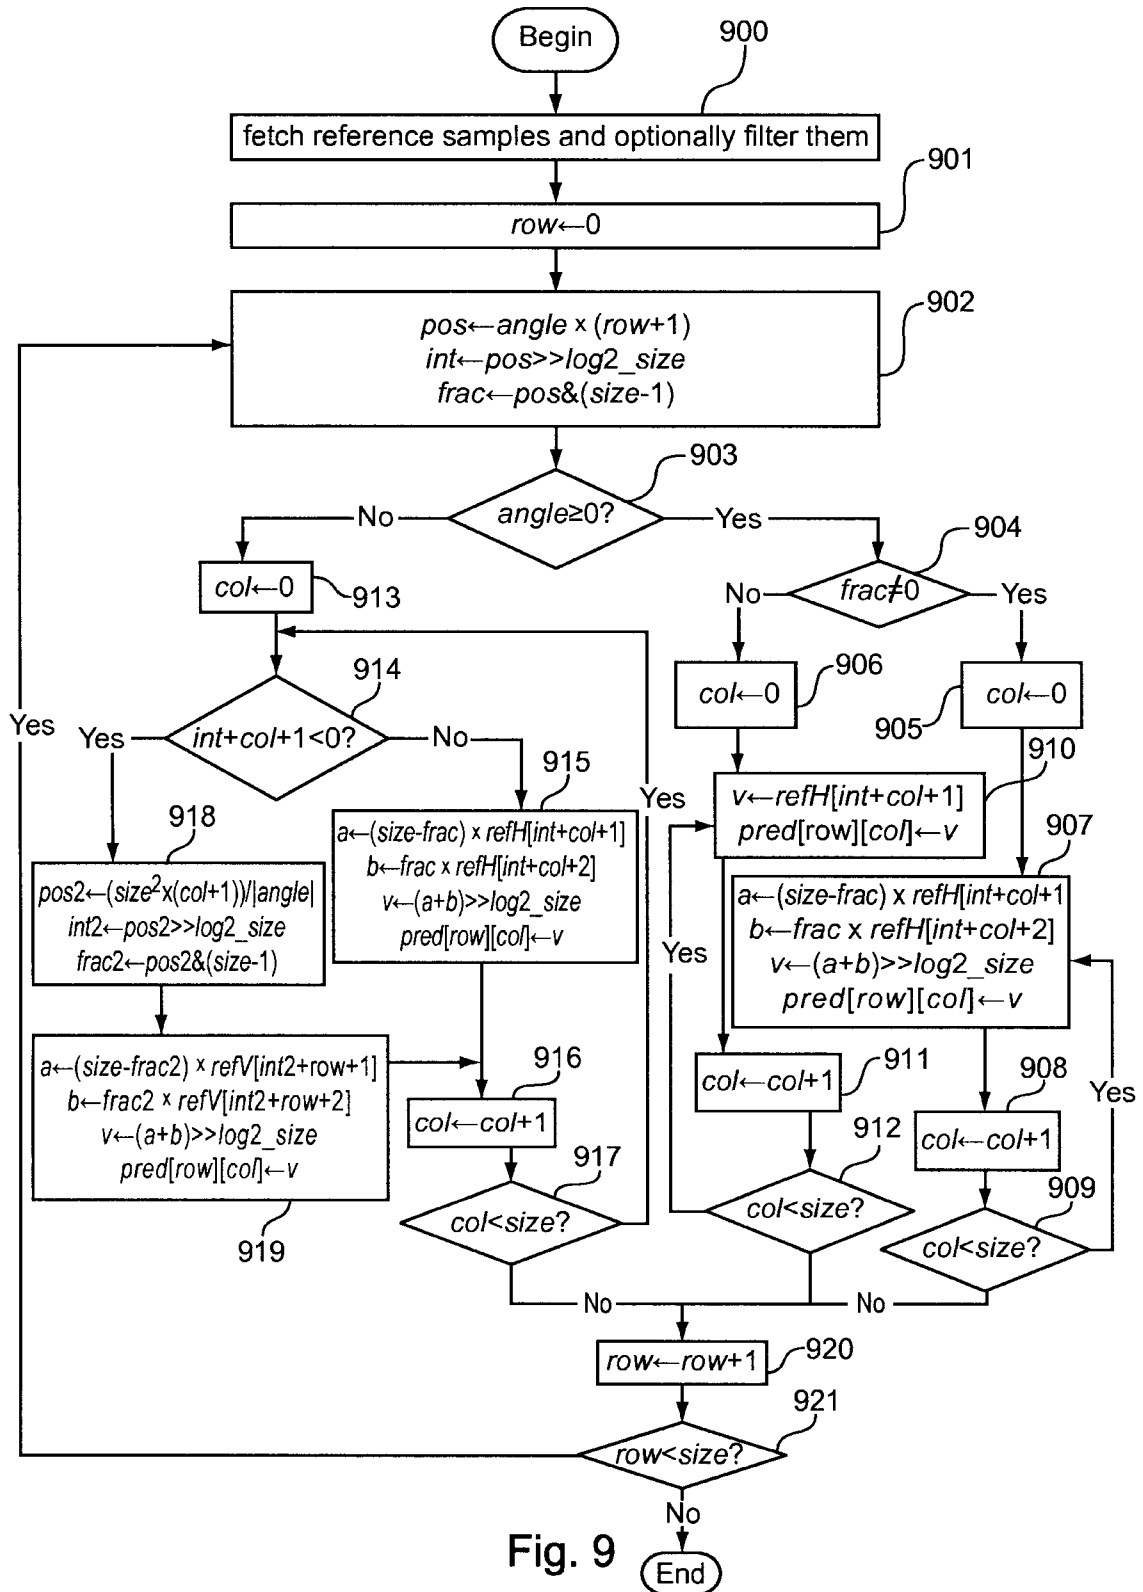 Begin
900
fetch reference samples and optionally filter them
901
row←0
902
pos←angle x (row+1)
int←pos>>log2_size
frac←pos&(size-1)
903
angle≥0?
No
Yes
904
frac≠0
No
Yes
col←0
913
906
col←0
905
col←0
914
int+col+1<0?
Yes
No
Yes
915
a←(size-frac) x refH[int+col+1]
b←frac x refH[int+col+2]
v←(a+b)>>log2_size
pred[row][col]←v
Yes
910
v←refH[int+col+1]
pred[row][col]←v
918
pos2←(size²x(col+1))/|angle|
int2←pos2>>log2_size
frac2←pos2&(size-1)
907
a←(size-frac) x refH[int+col+1
b←frac x refH[int+col+2]
v←(a+b)>>log2_size
pred[row][col]←v
Yes
919
a←(size-frac2) x refV[int2+row+1]
b←frac2 x refV[int2+row+2]
v←(a+b)>>log2_size
pred[row][col]←v
916
col←col+1
911
col←col+1
908
col←col+1
Yes
917
col<size?
912
col<size?
909
col<size?
No
No
920
row←row+1
921
row<size?
No
Fig. 9
End